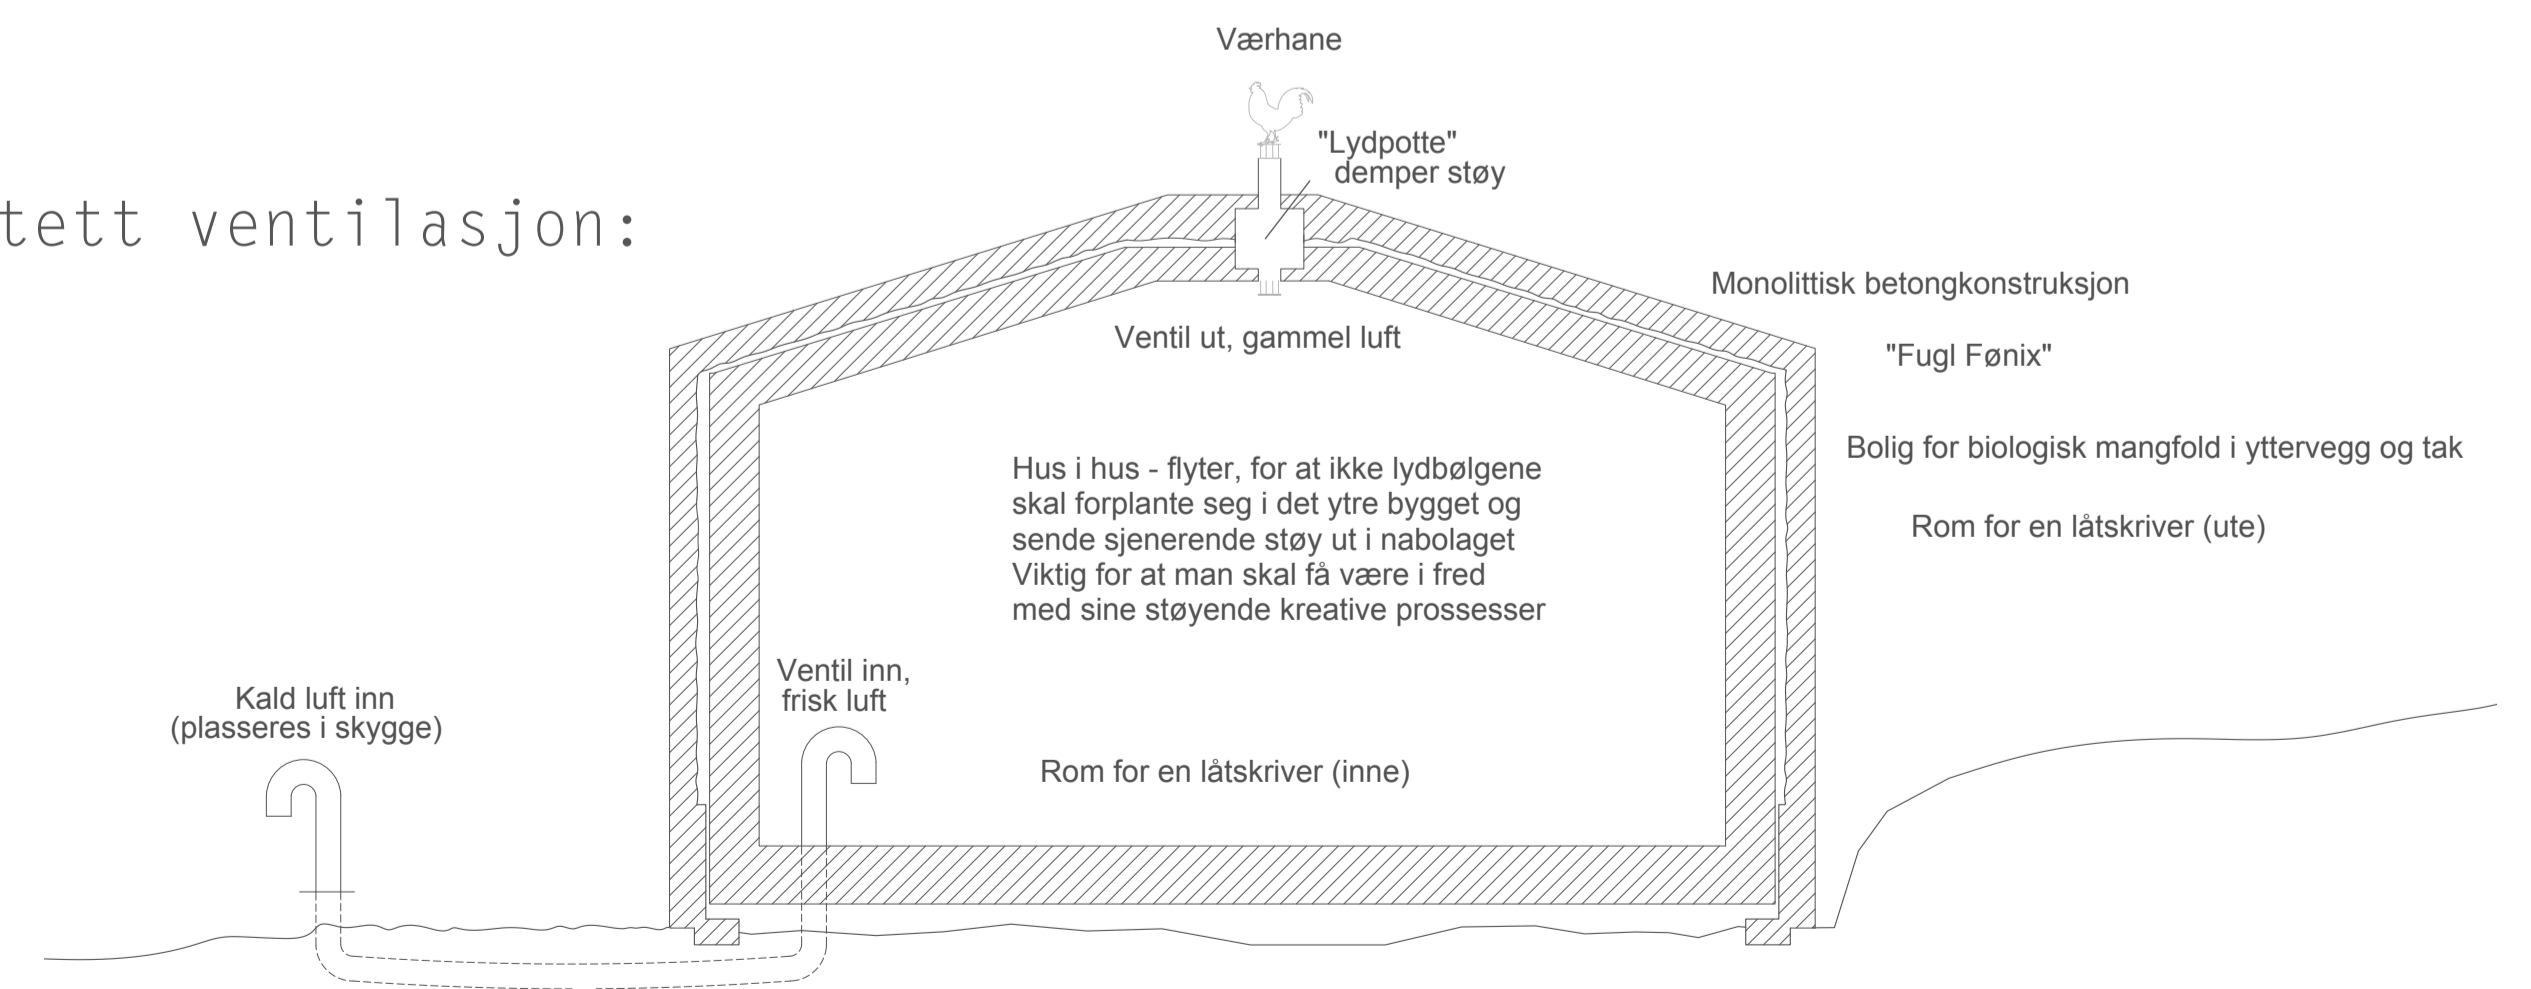 Værhane
"Lydpotte"
demper støy
tett ventilasjon:
Monolittisk betongkonstruksjon
Ventil ut, gammel luft
"Fugl Fønix"
Bolig for biologisk mangfold i yttervegg og tak
Hus i hus - flyter, for at ikke lydbølgene
skal forplante seg i det ytre bygget og
sende sjenerende støy ut i nabolaget
Viktig for at man skal få være i fred
med sine støyende kreative prossesser
Rom for en låtskriver (ute)
Ventil inn,
frisk luft
Kald luft inn
(plasseres i skygge)
Rom for en låtskriver (inne)